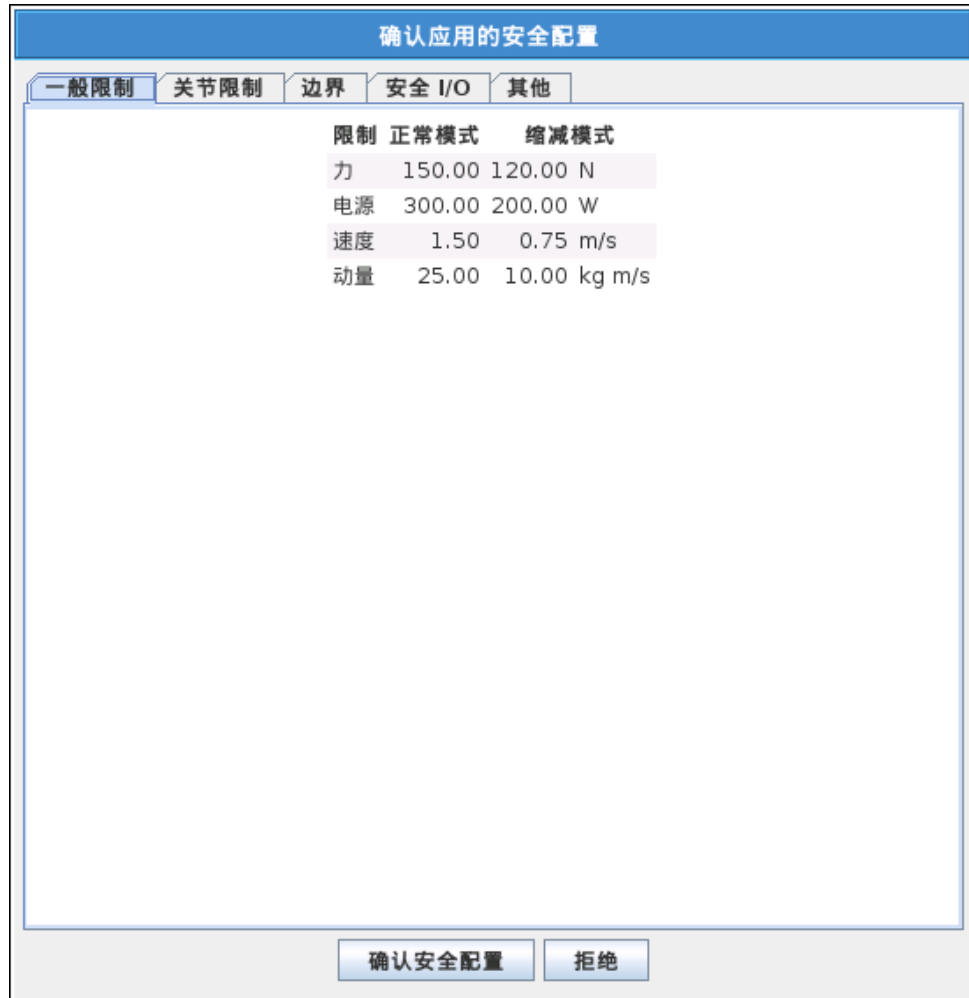 确认应用的安全配置
一般限制 关节限制 边界 安全 I/O 其他
限制 正常模式 缩减模式
力 150.00 120.00 N
电源 300.00 200.00 W
速度 1.50 0.75 m/s
动量 25.00 10.00 kg m/s
确认安全配置 拒绝